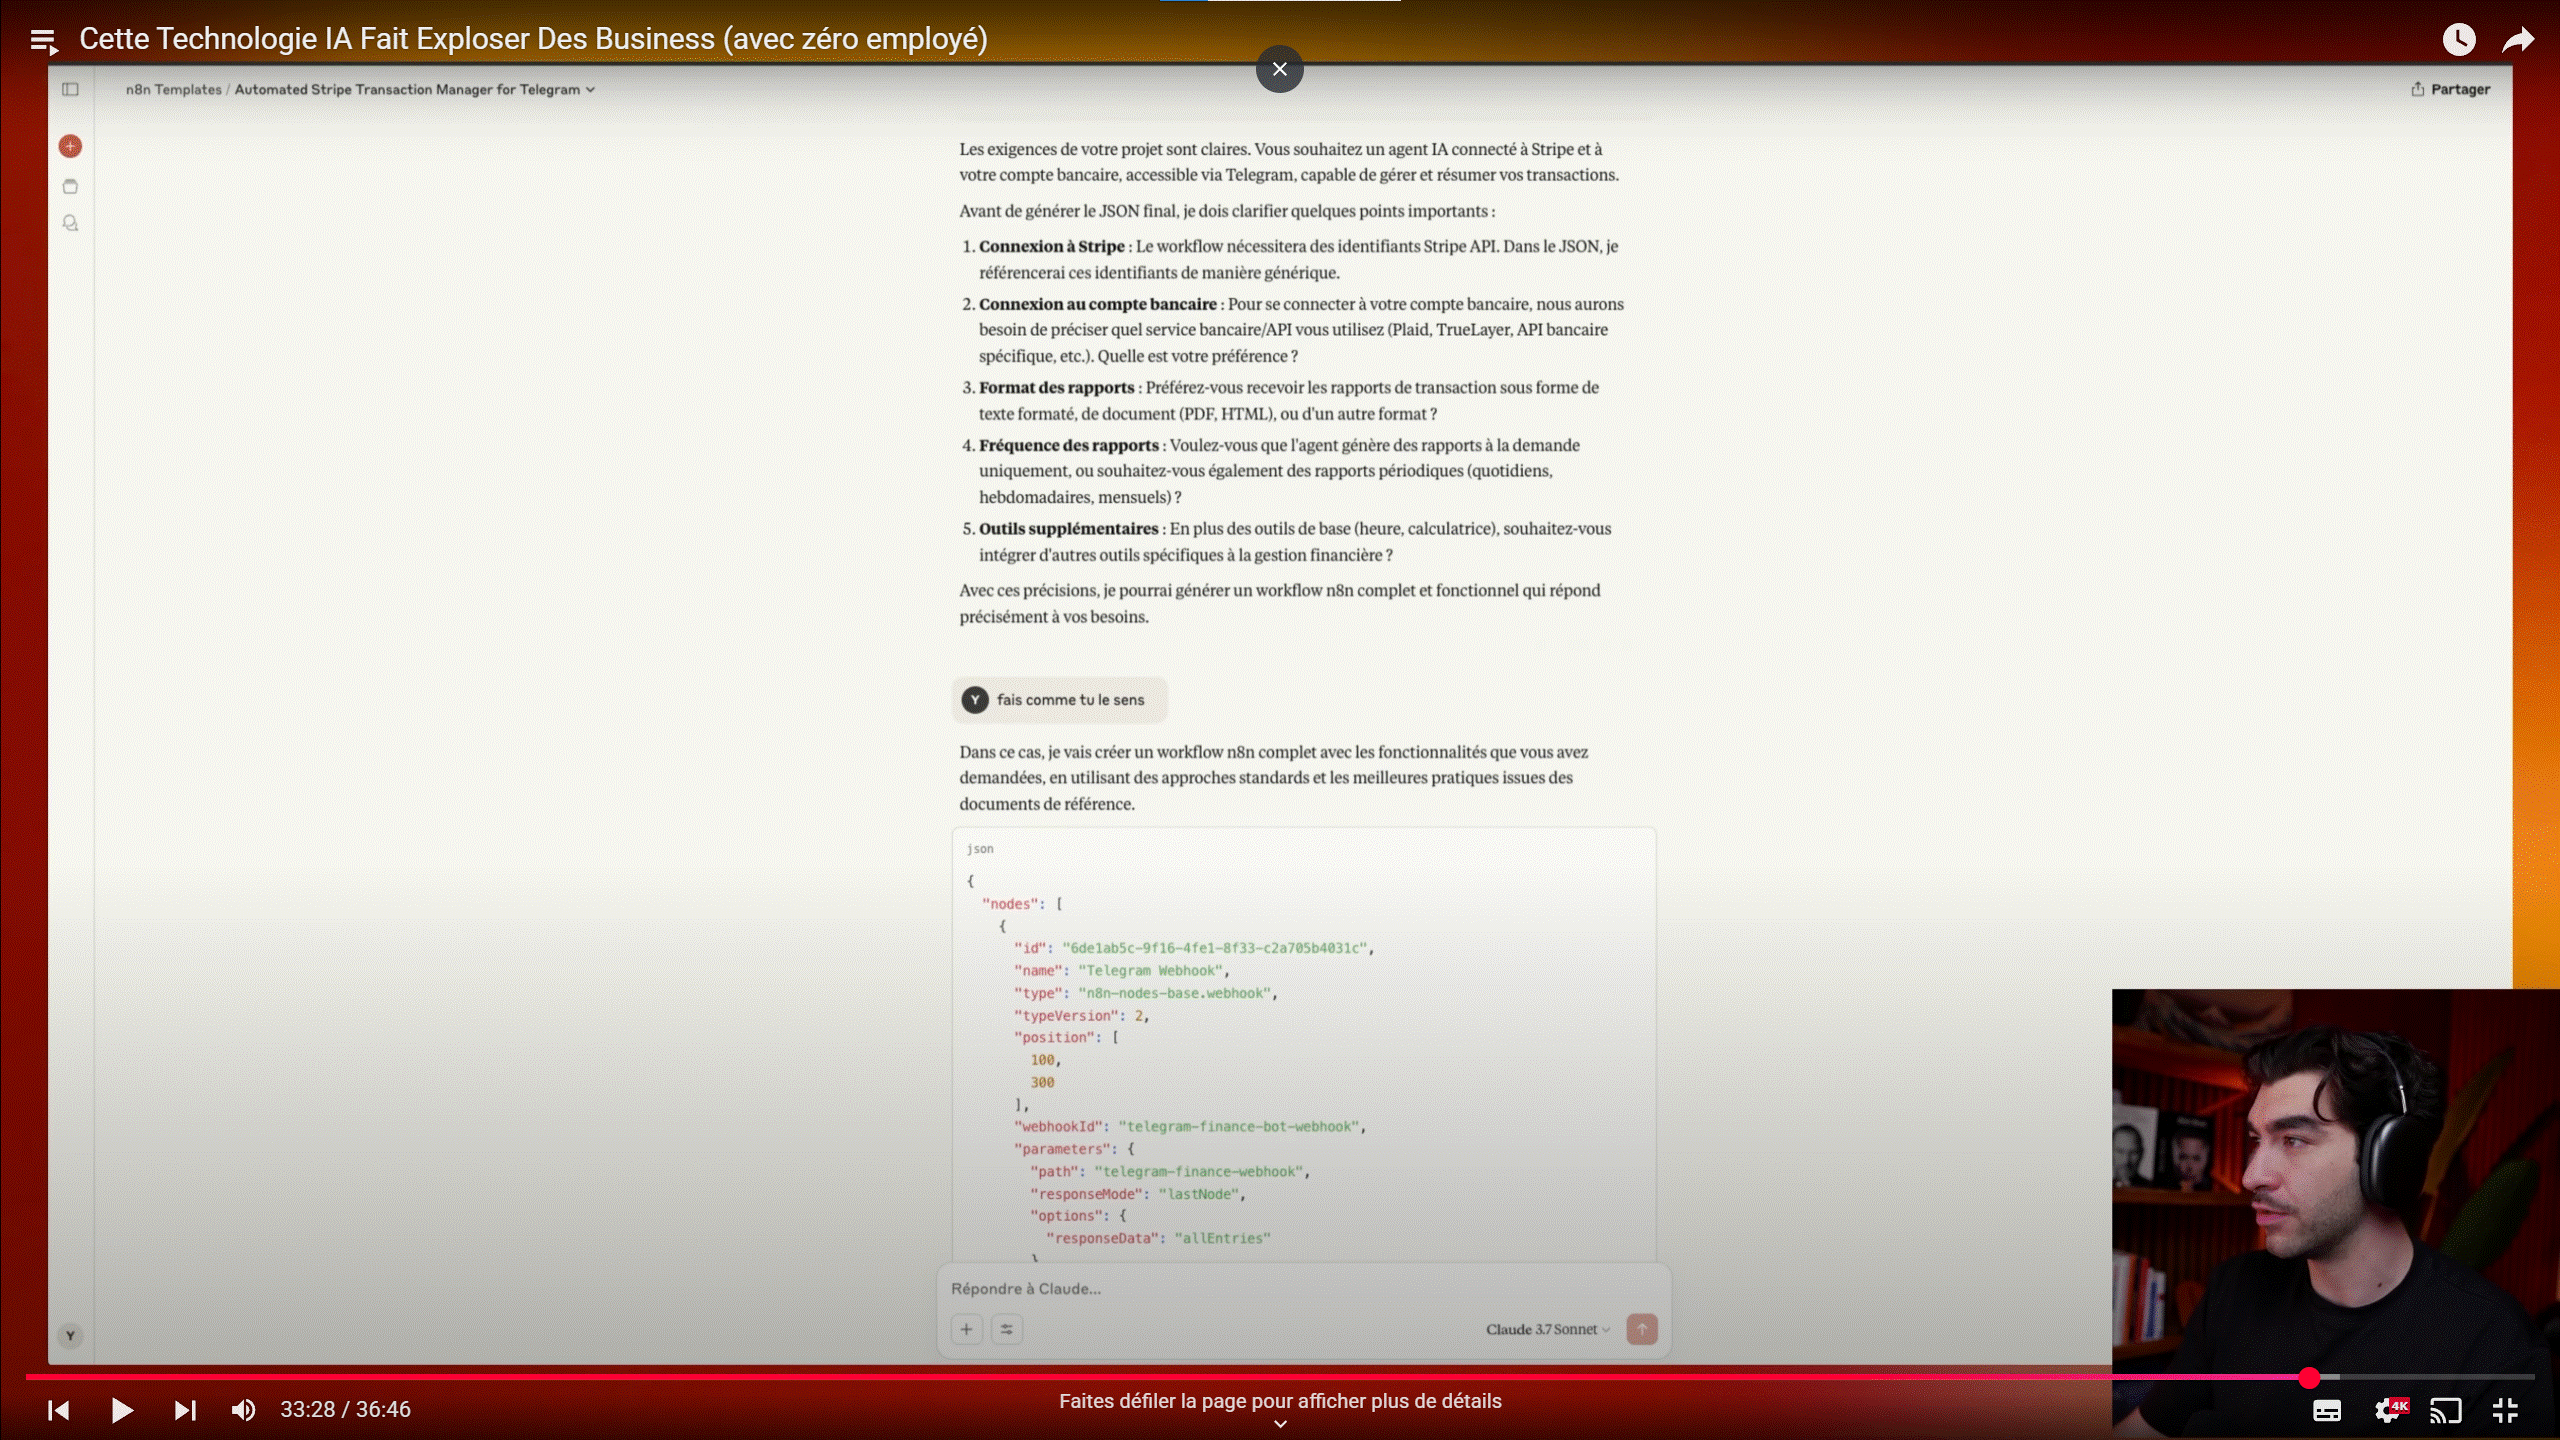 Cette Technologie IA Fait Exploser Des Business (avec zéro employé)
n8n Templates / Automated Stripe Transaction Manager for Telegram
Partager
Les exigences de votre projet sont claires. Vous souhaitez un agent IA connecté à Stripe et à
votre compte bancaire, accessible via Telegram, capable de gérer et résumer vos transactions.
Avant de générer le JSON final, je dois clarifier quelques points importants :
1. Connexion à Stripe : Le workflow nécessitera des identifiants Stripe API. Dans le JSON, je
référencerai ces identifiants de manière générique.
2. Connexion au compte bancaire : Pour se connecter à votre compte bancaire, nous aurons
besoin de préciser quel service bancaire/API vous utilisez (Plaid, TrueLayer, API bancaire
spécifique, etc.). Quelle est votre préférence ?
3. Format des rapports : Préférez-vous recevoir les rapports de transaction sous forme de
texte formaté, de document (PDF, HTML), ou d'un autre format ?
4. Fréquence des rapports : Voulez-vous que l'agent génère des rapports à la demande
uniquement, ou souhaitez-vous également des rapports périodiques (quotidiens,
hebdomadaires, mensuels) ?
5. Outils supplémentaires : En plus des outils de base (heure, calculatrice), souhaitez-vous
intégrer d'autres outils spécifiques à la gestion financière ?
Avec ces précisions, je pourrai générer un workflow n8n complet et fonctionnel qui répond
précisément à vos besoins.
Y fais comme tu le sens
Dans ce cas, je vais créer un workflow n8n complet avec les fonctionnalités que vous avez
demandées, en utilisant des approches standards et les meilleures pratiques issues des
documents de référence.
json
{
"nodes": [
{
"id": "6de1ab5c-9f16-4fe1-8f33-c2a705b4031c",
"name": "Telegram Webhook",
"type": "n8n-nodes-base.webhook",
"typeVersion": 2,
"position": [
100,
300
],
"webhookId": "telegram-finance-bot-webhook",
"parameters": {
"path": "telegram-finance-webhook",
"responseMode": "lastNode",
"options": {
"responseData": "allEntries"
}
Répondre à Claude...
Claude 3.7 Sonnet
Y
33:28 / 36:46
Faites défiler la page pour afficher plus de détails
4K